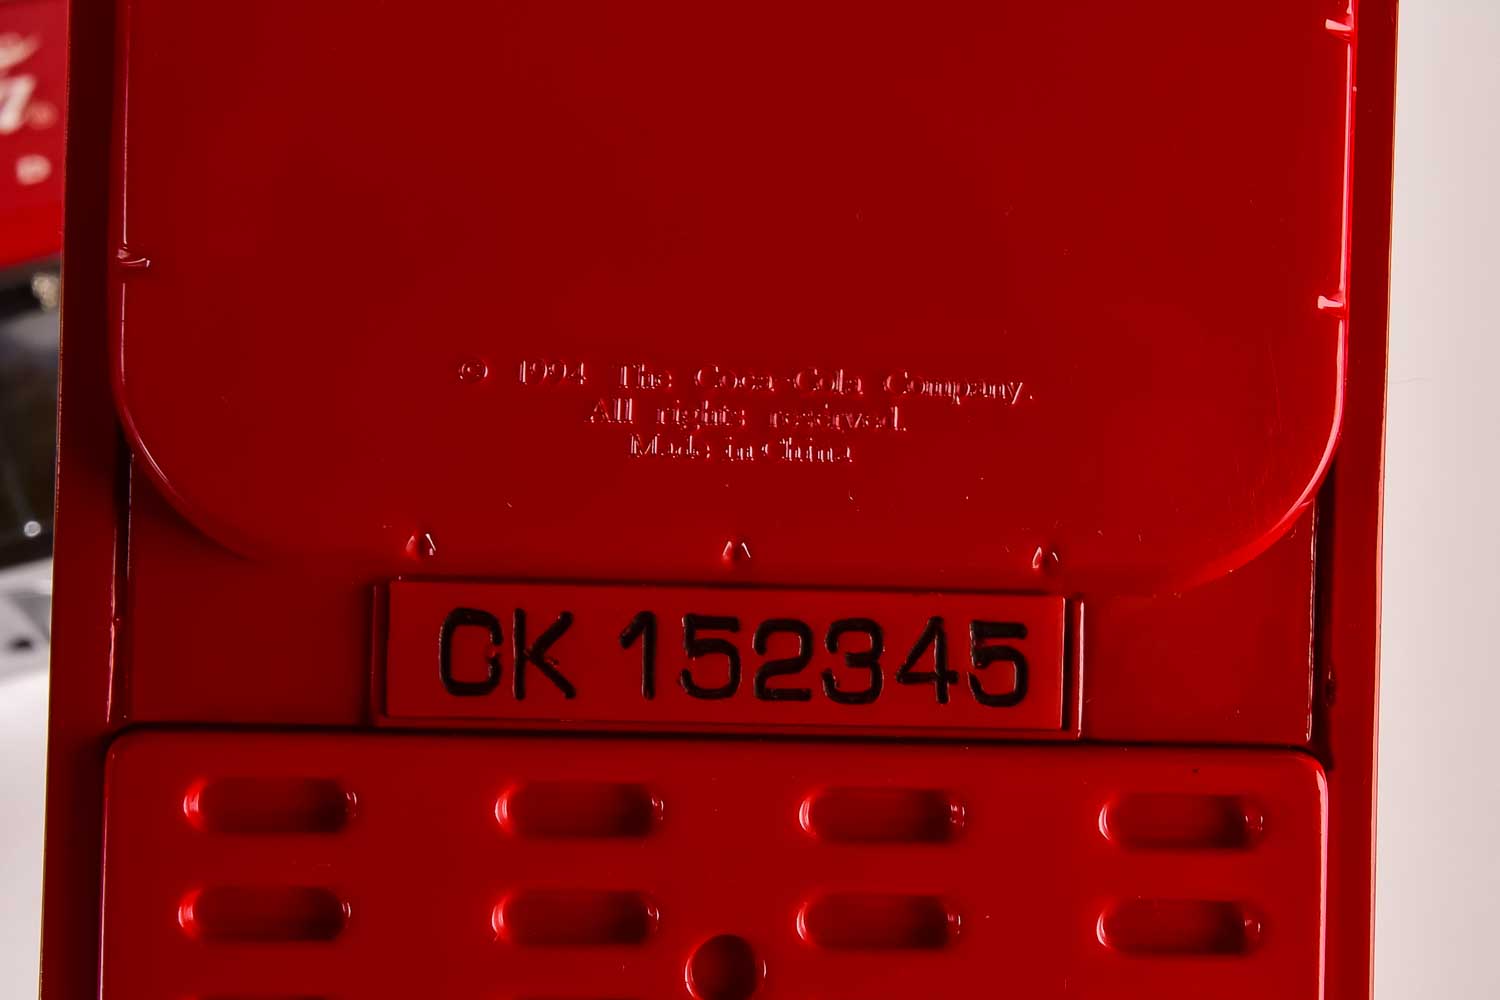 © 1994 The Coca-Cola Company.
All rights reserved.
Made in China
CK 152345